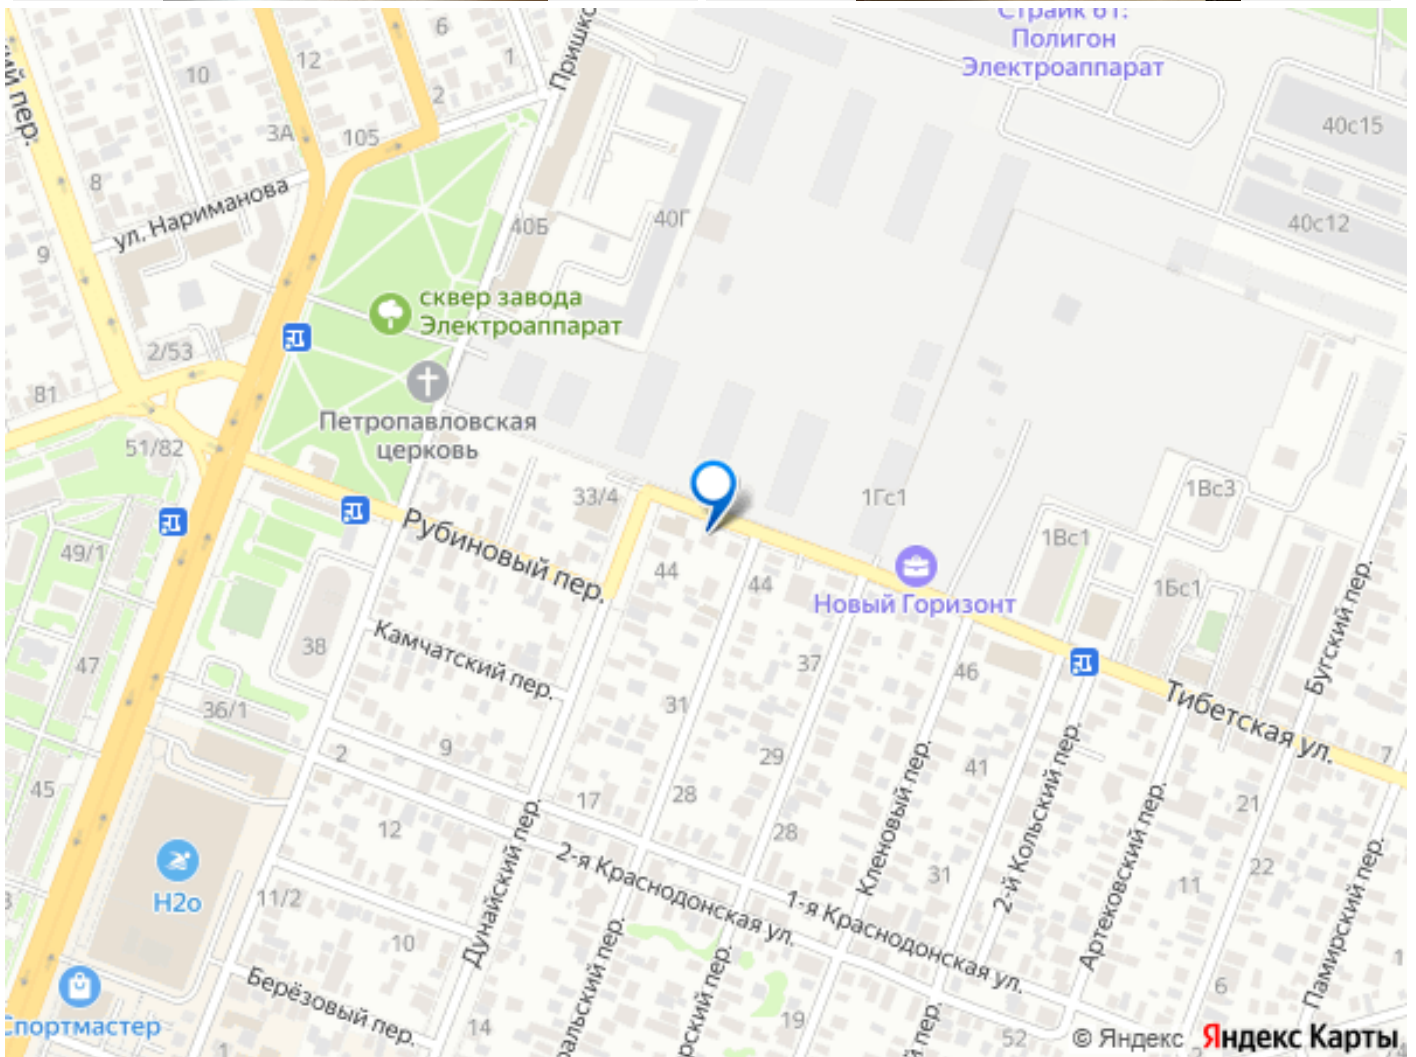 Страйк 61:
Полигон
Электроаппарат
6
12
1
10
2
3А
105
40с15
8
ул. Нариманова
40Б
40Г
40с12
9
сквер завода
Электроаппарат
2/53
81
Петропавловская
церковь
51/82
33/4
1Гс1
1Вс3
49/1
Рубиновый пер.
1Вс1
44
44
1Бс1
Новый Горизонт
Бугский пер.
38
Камчатский пер.
47
37
46
36/1
31
Тибетская ул.
2
9
29
7
45
17
28
41
21
12
28
Кленовый пер.
2-й Кольский пер.
Артековский пер.
22
Дунайский пер.
2-я Краснодонская ул.
31
11
Памирский пер.
H2o
11/2
1-я Краснодонская ул.
10
Берёзовый пер.
6
Спортмастер
14
19
52
1
© Яндекс Яндекс Карты